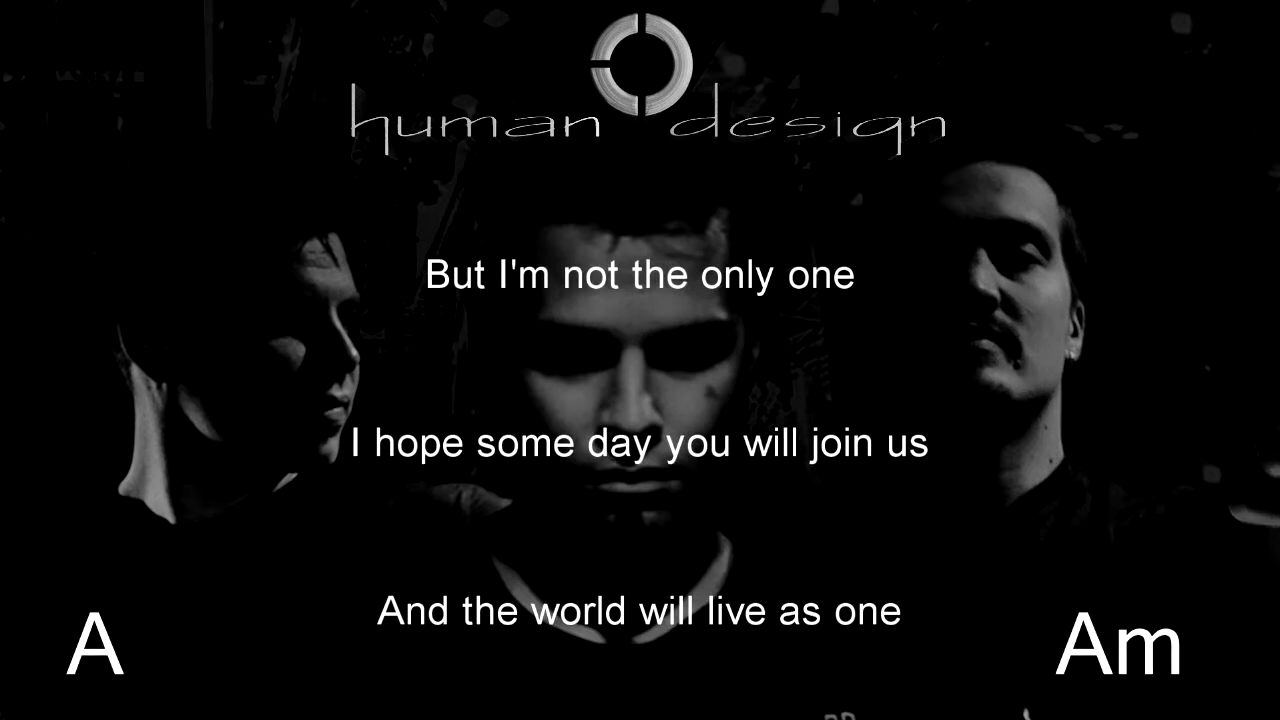 human design
But I'm not the only one
I hope some day you will join us
And the world will live as one
A Am